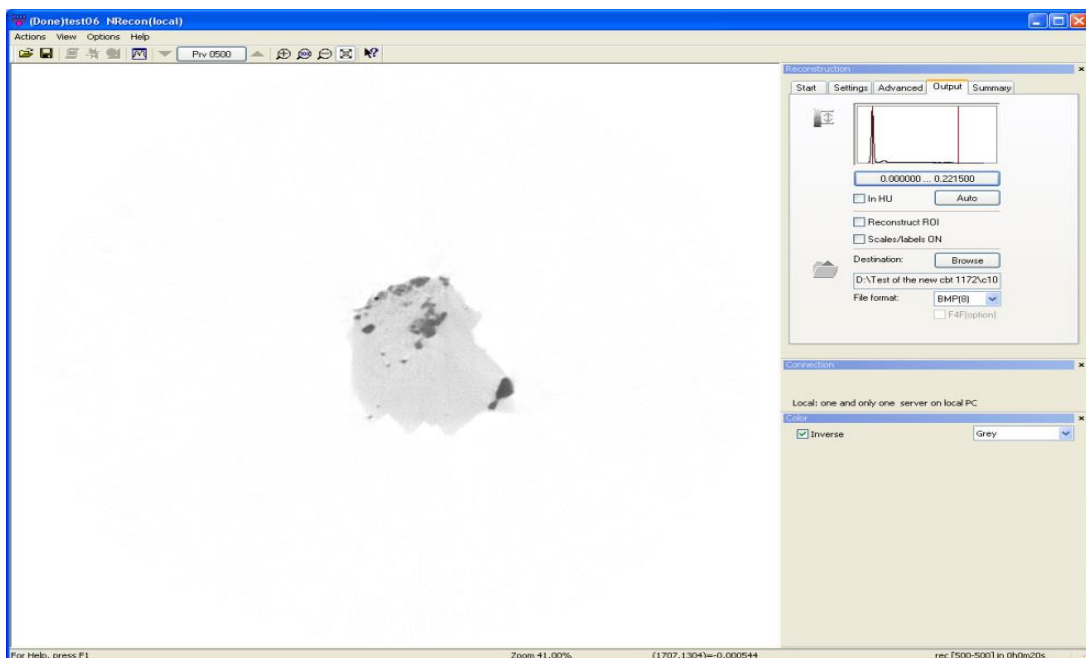 (Done)test06 NRecon(local)
Actions View Options Help
Prv 0500
Reconstruction
Start Settings Advanced Output Summary
0.000000 ... 0.221500
In HU Auto
Reconstruct ROI
Scales/labels ON
Destination: Browse
D:\Test of the new cbt 1172\c10
File format: BMP(8)
F4F(option)
Connection
Local: one and only one server on local PC
Color
Inverse Grey
For Help, press F1 Zoom 41.00% (1707,1304)=-0.000544 rec [500-500] in 0h0m20s